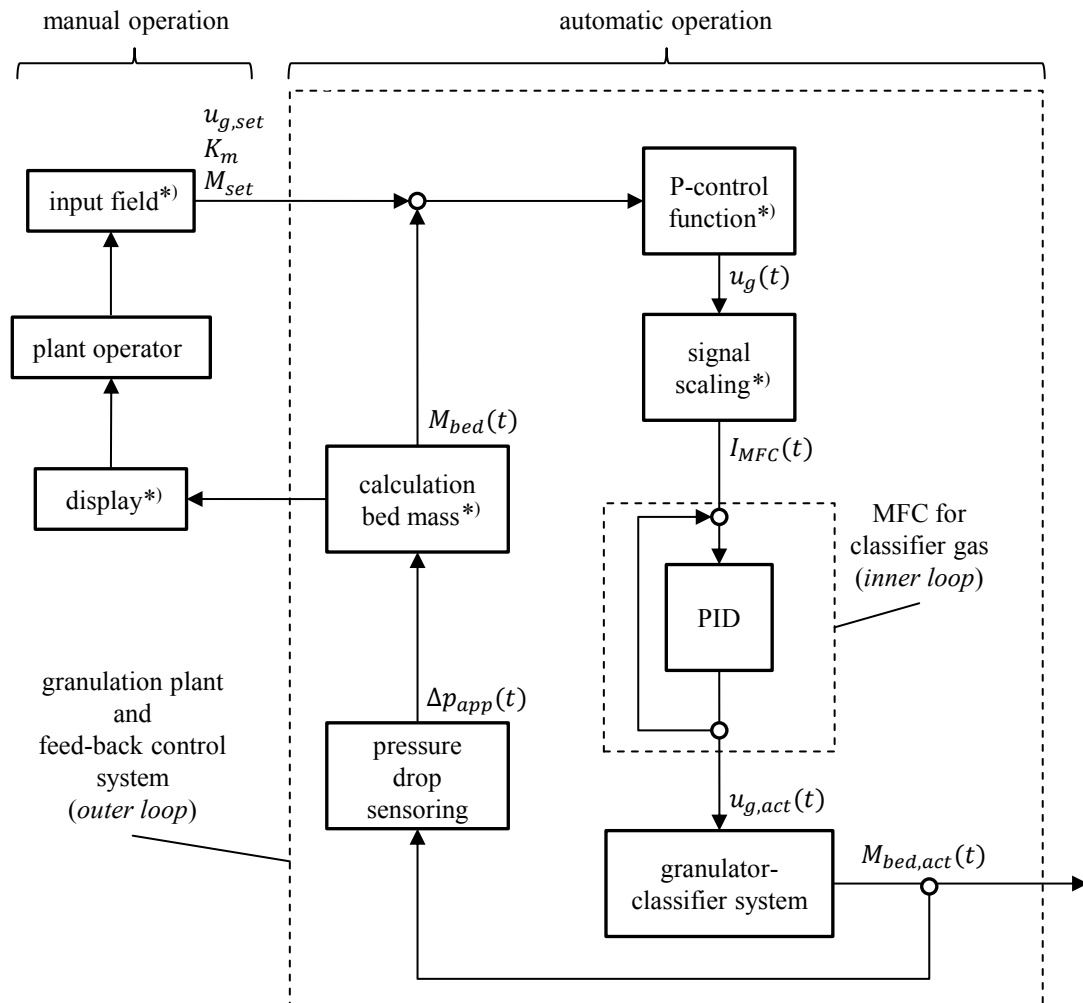 manual operation
automatic operation
u_{g,set}
K_m
M_{set}
input field*)
P-control
function*)
u_g(t)
plant operator
signal
scaling*)
M_{bed}(t)
I_{MFC}(t)
display*)
calculation
bed mass*)
MFC for
classifier gas
(inner loop)
PID
granulation plant
and
feed-back control
system
(outer loop)
Δp_{app}(t)
pressure
drop
sensoring
u_{g,act}(t)
granulator-
classifier system
M_{bed,act}(t)